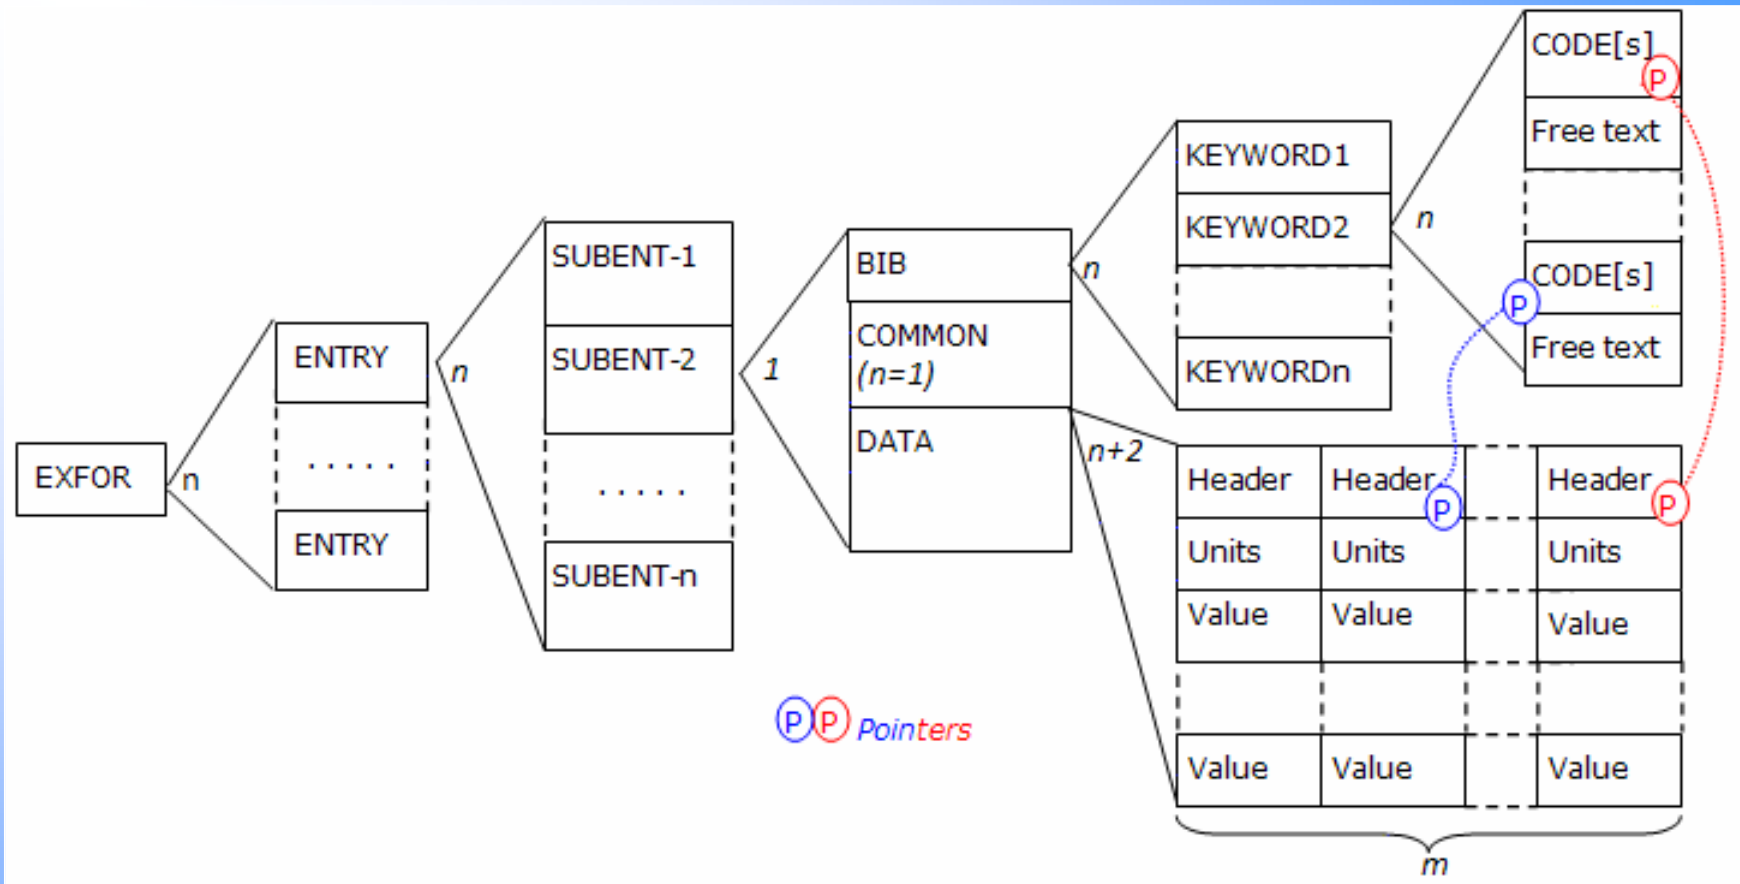 EXFOR
n
ENTRY
.....
ENTRY
n
SUBENT-1
SUBENT-2
.....
SUBENT-n
1
BIB
COMMON
(n=1)
DATA
n
KEYWORD1
KEYWORD2
KEYWORDn
n
CODE[s]
P
Free text
CODE[s]
P
Free text
n+2
Header Header Header
P P
Units Units Units
Value Value Value
Value Value Value
m
P P Pointers